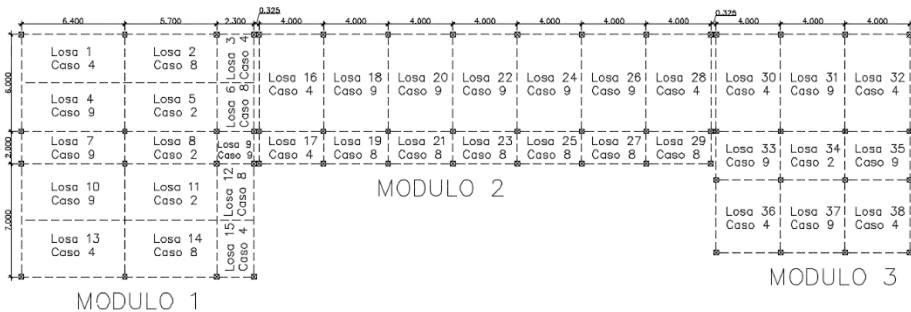 0.325 0.325
6.400 5.700 2.300 4.000 4.000 4.000 4.000 4.000 4.000 4.000 4.000 4.000 4.000
6.000
Losa 1
Caso 4
Losa 2
Caso 8
Losa 3
Caso 4
Losa 4
Caso 9
Losa 5
Caso 2
Losa 6
Caso 8
2.000
Losa 7
Caso 9
Losa 8
Caso 2
Losa 9
Caso 9
7.000
Losa 10
Caso 9
Losa 11
Caso 2
Losa 12
Caso 8
Losa 13
Caso 4
Losa 14
Caso 8
Losa 15
Caso 4
MODULO 1
Losa 16
Caso 4
Losa 18
Caso 9
Losa 20
Caso 9
Losa 22
Caso 9
Losa 24
Caso 9
Losa 26
Caso 9
Losa 28
Caso 4
Losa 17
Caso 4
Losa 19
Caso 8
Losa 21
Caso 8
Losa 23
Caso 8
Losa 25
Caso 8
Losa 27
Caso 8
Losa 29
Caso 8
MODULO 2
Losa 30
Caso 4
Losa 31
Caso 9
Losa 32
Caso 4
Losa 33
Caso 9
Losa 34
Caso 2
Losa 35
Caso 9
Losa 36
Caso 4
Losa 37
Caso 9
Losa 38
Caso 4
MODULO 3